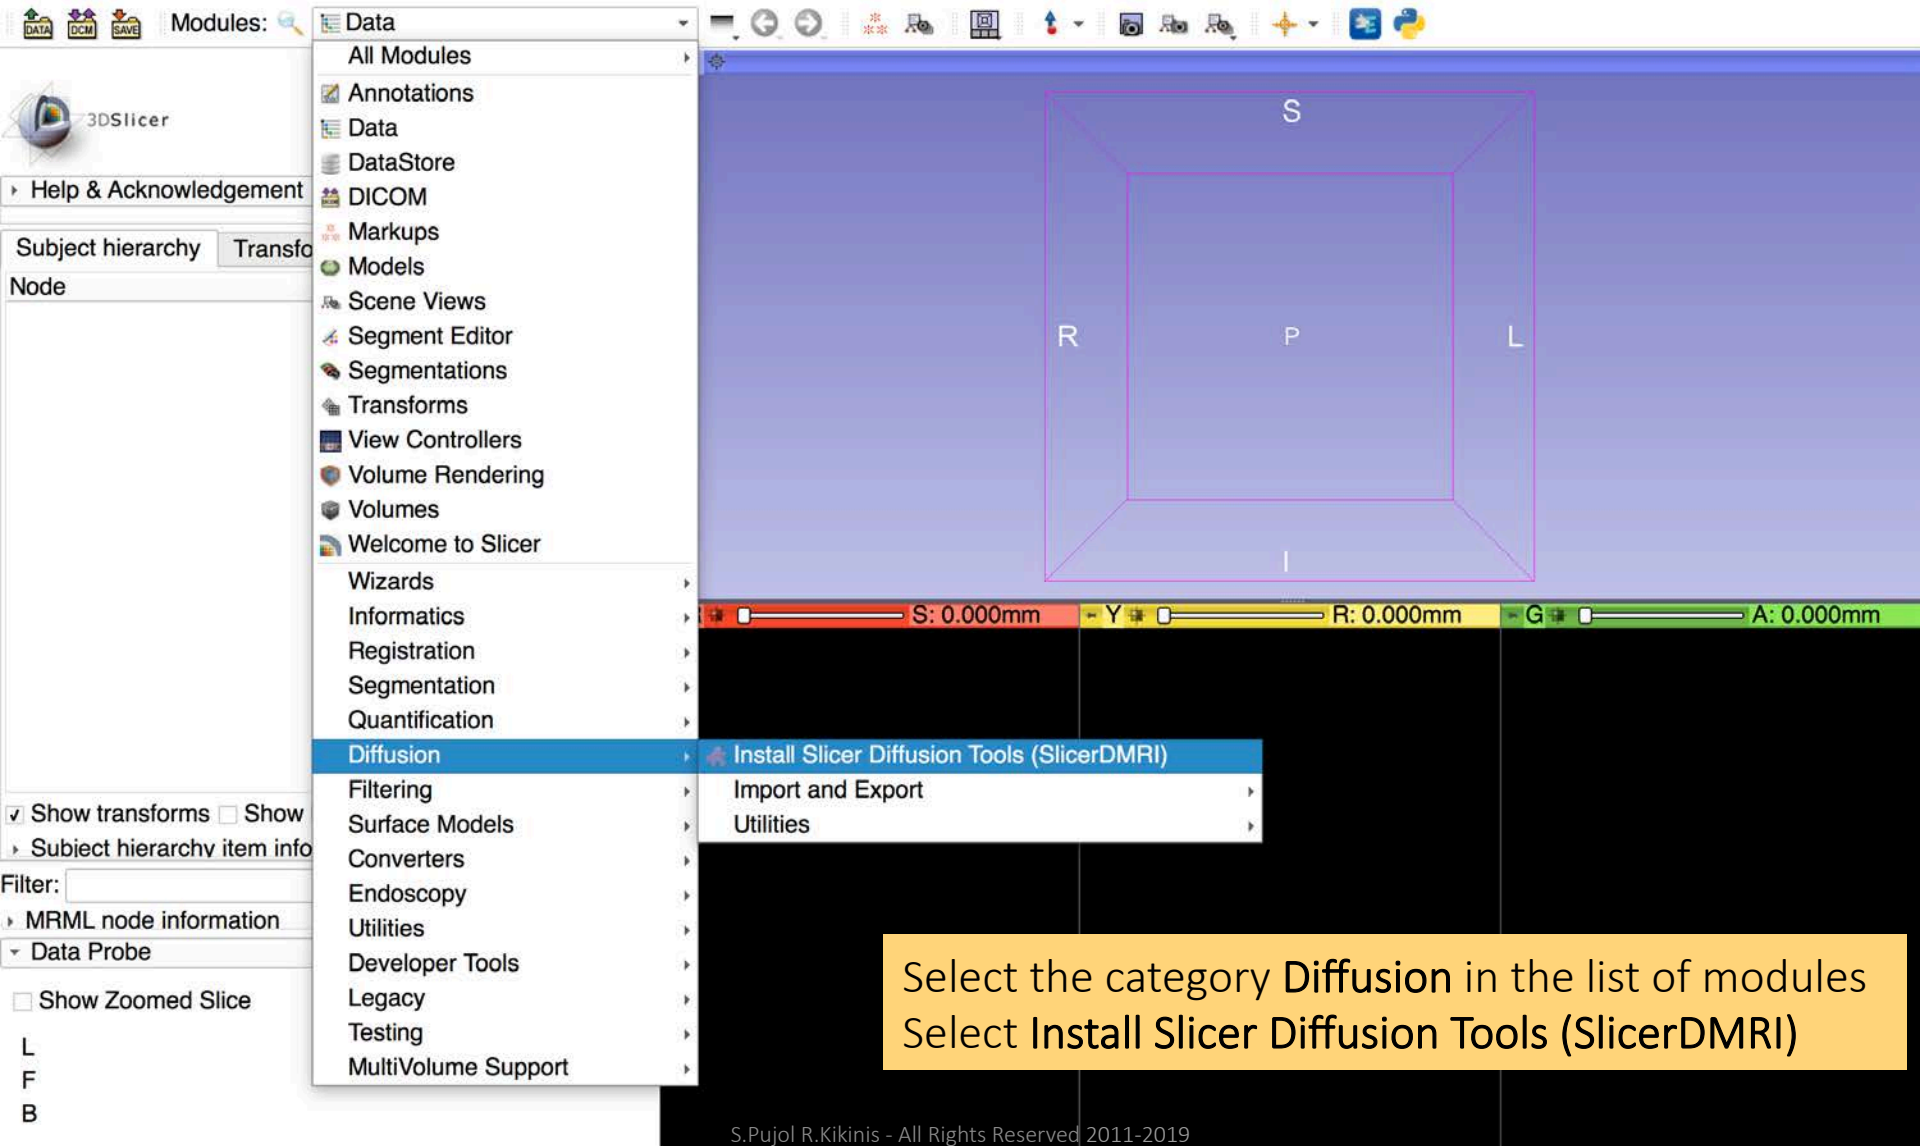 DATA DCM SAVE Modules: Data
3DSlicer
Help & Acknowledgement
Subject hierarchy Transfo
Node
Show transforms Show
Subject hierarchy item info
Filter:
MRML node information
Data Probe
Show Zoomed Slice
L
F
B
All Modules
Annotations
Data
DataStore
DICOM
Markups
Models
Scene Views
Segment Editor
Segmentations
Transforms
View Controllers
Volume Rendering
Volumes
Welcome to Slicer
Wizards
Informatics
Registration
Segmentation
Quantification
Diffusion
Filtering
Surface Models
Converters
Endoscopy
Utilities
Developer Tools
Legacy
Testing
MultiVolume Support
Install Slicer Diffusion Tools (SlicerDMRI)
Import and Export
Utilities
S
R P L
I
S: 0.000mm Y R: 0.000mm G A: 0.000mm
Select the category Diffusion in the list of modules
Select Install Slicer Diffusion Tools (SlicerDMRI)
S.Pujol R.Kikinis - All Rights Reserved 2011-2019